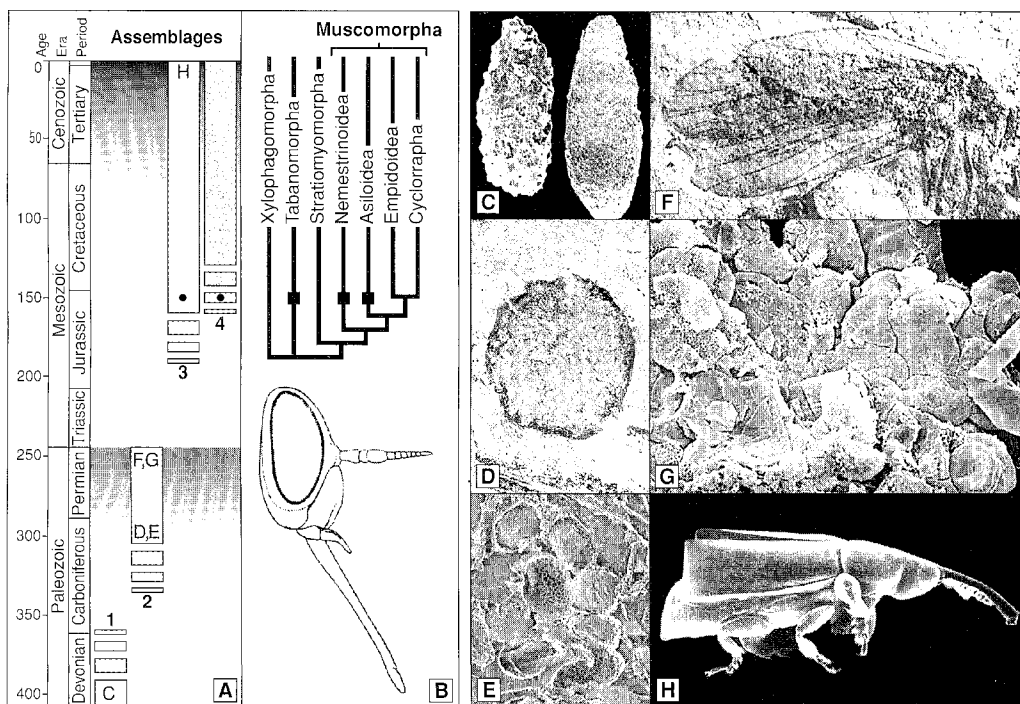 Age
Era
Period
Assemblages
0
50
100
150
200
250
300
350
400
Cenozoic
Mesozoic
Paleozoic
Tertiary
Cretaceous
Jurassic
Triassic
Permian
Carboniferous
Devonian
H
4
3
F,G
D,E
2
1
C
A
Muscomorpha
Xylophagomorpha
Tabanomorpha
Stratiomyomorpha
Nemestrinoidea
Asiloidea
Empidoidea
Cyclorrapha
B
C
F
D
G
E
H